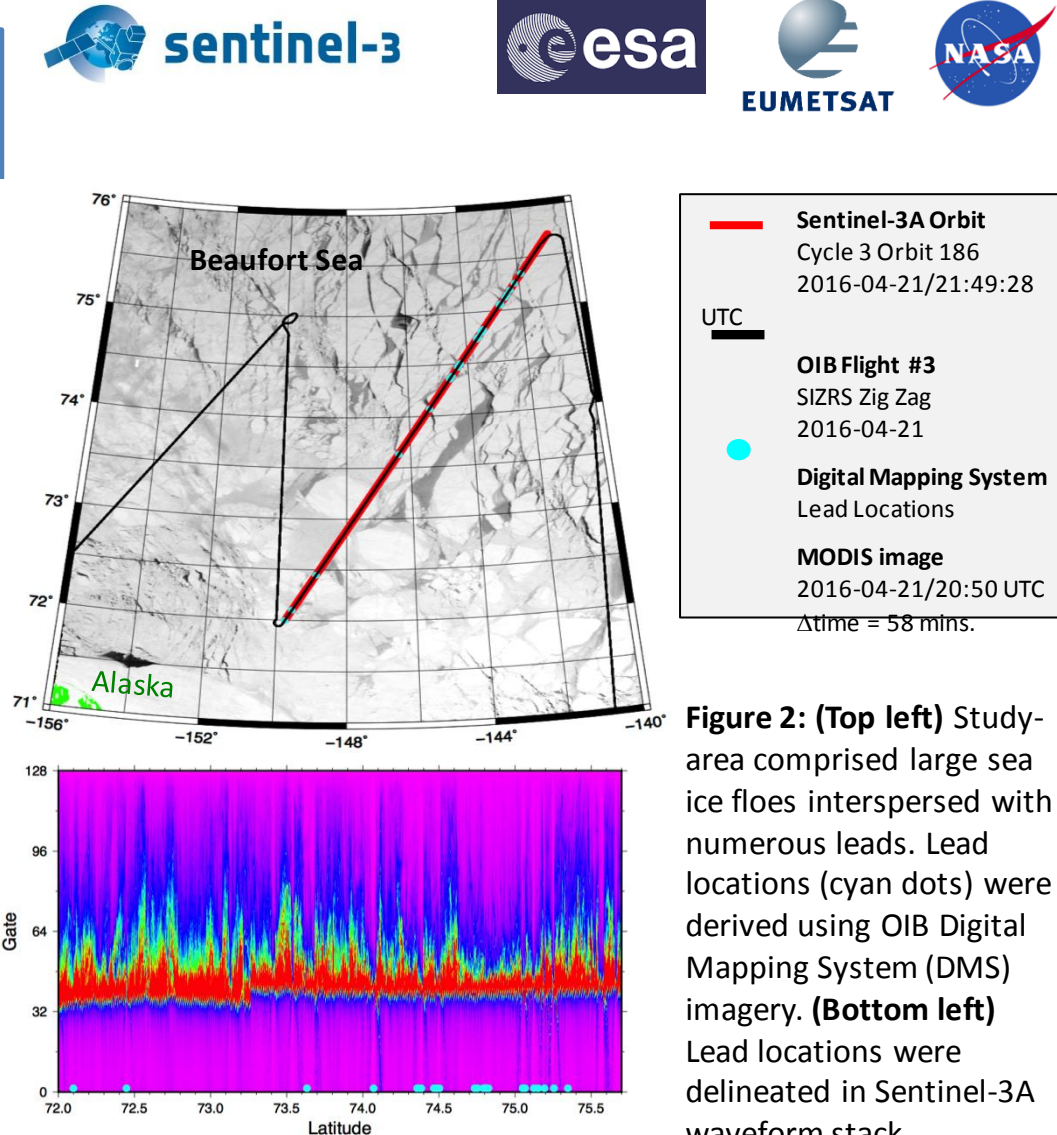 sentinel-3
esa
EUMETSAT
NASA
76°
75°
74°
73°
72°
71°
-156°
-152°
-148°
-144°
-140°
Beaufort Sea
Alaska
Sentinel-3A Orbit
Cycle 3 Orbit 186
2016-04-21/21:49:28
UTC
OIB Flight #3
SIZRS Zig Zag
2016-04-21
Digital Mapping System
Lead Locations
MODIS image
2016-04-21/20:50 UTC
Δtime = 58 mins.
128
96
64
32
0
Gate
72.0 72.5 73.0 73.5 74.0 74.5 75.0 75.5
Latitude
Figure 2: (Top left) Study-
area comprised large sea
ice floes interspersed with
numerous leads. Lead
locations (cyan dots) were
derived using OIB Digital
Mapping System (DMS)
imagery. (Bottom left)
Lead locations were
delineated in Sentinel-3A
waveform stack